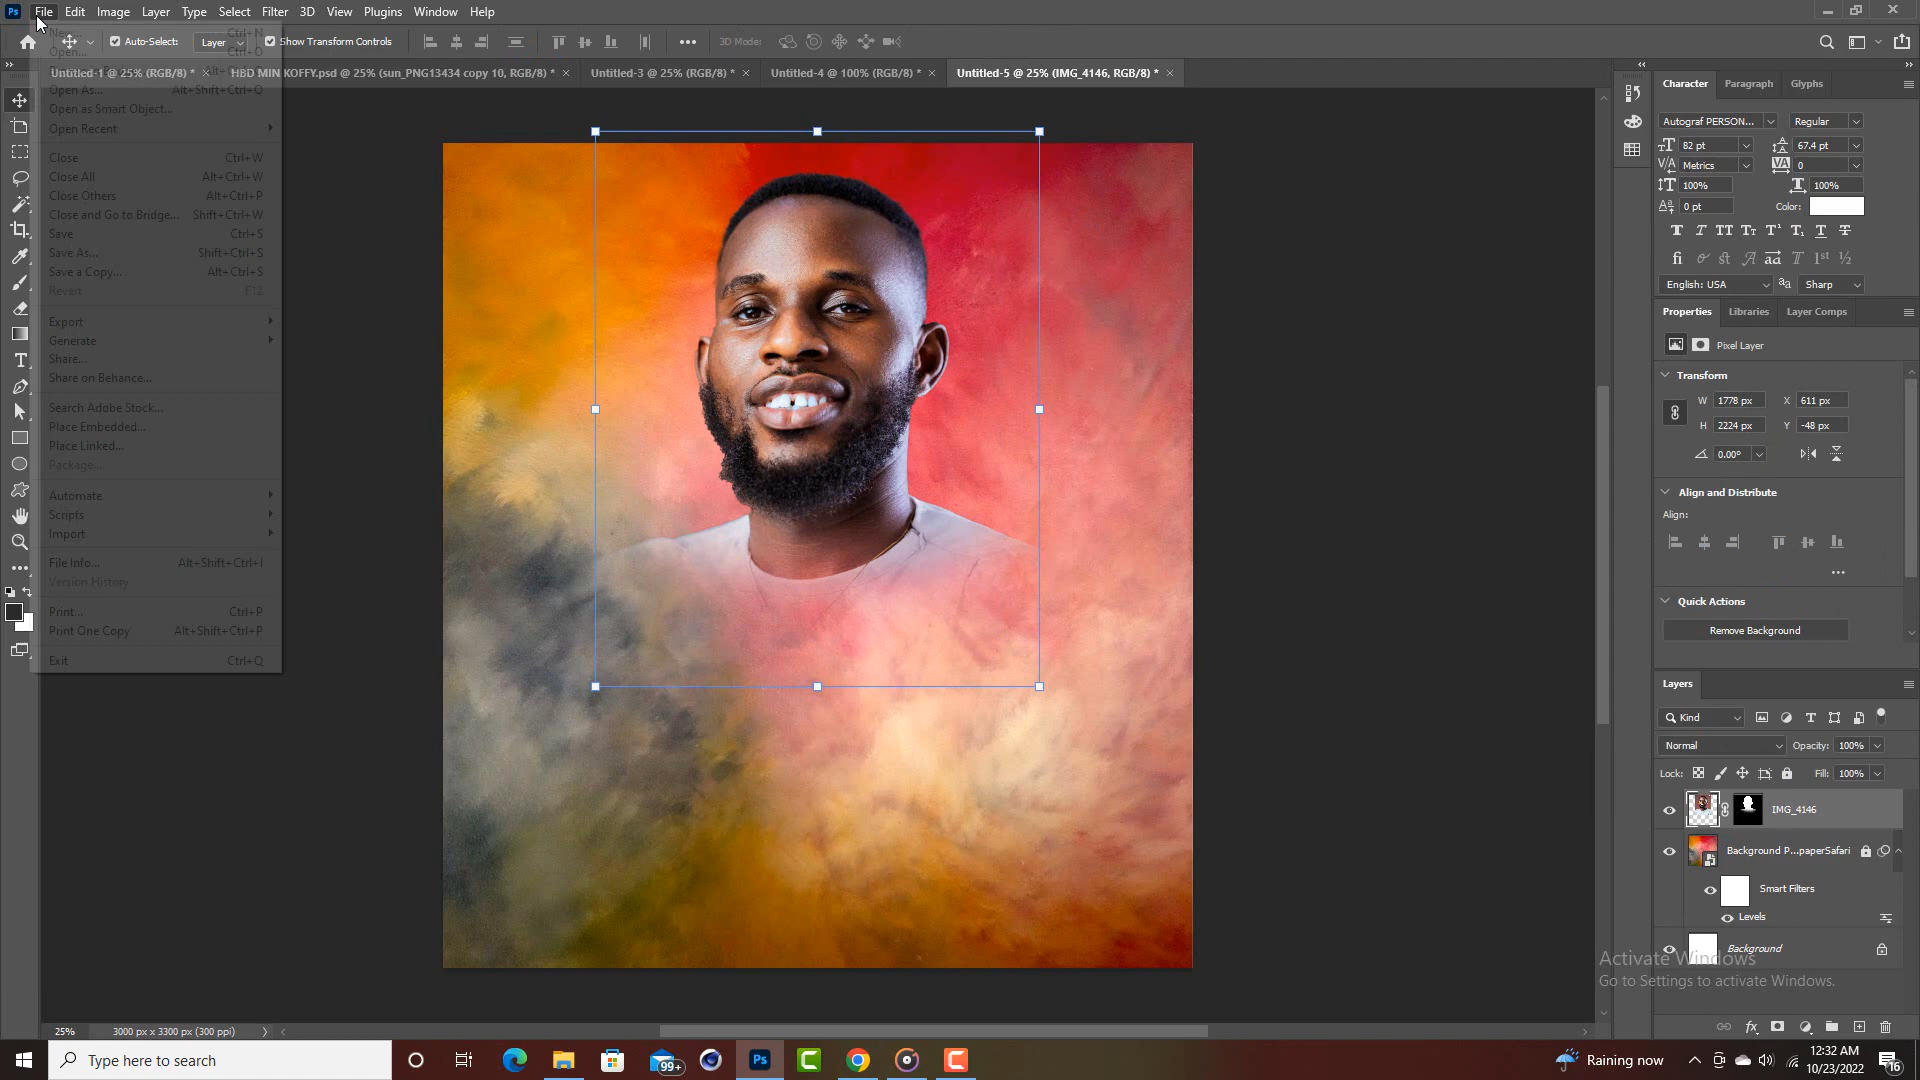 Ps File Edit Image Layer Type Select Filter 3D View Plugins Window Help
Auto-Select: Layer Show Transform Controls 3D Mode:
Untitled-1 @ 25% (RGB/8) * HBD MIN KOFFY.psd @ 25% (sun_PNG13434 copy 10, RGB/8) * Untitled-3 @ 25% (RGB/8) * Untitled-4 @ 100% (RGB/8) * Untitled-5 @ 25% (IMG_4146, RGB/8) *
New... Ctrl+N
Open... Ctrl+O
Open As... Alt+Shift+Ctrl+O
Open as Smart Object...
Open Recent
Close Ctrl+W
Close All Alt+Ctrl+W
Close Others Alt+Ctrl+P
Close and Go to Bridge... Shift+Ctrl+W
Save Ctrl+S
Save As... Shift+Ctrl+S
Save a Copy... Alt+Ctrl+S
Revert F12
Export
Generate
Share...
Share on Behance...
Search Adobe Stock...
Place Embedded...
Place Linked...
Package...
Automate
Scripts
Import
File Info... Alt+Shift+Ctrl+I
Version History
Print... Ctrl+P
Print One Copy Alt+Shift+Ctrl+P
Exit Ctrl+Q
Character Paragraph Glyphs
Autograf PERSON... Regular
82 pt 67.4 pt
Metrics 0
100% 100%
0 pt Color:
English: USA Sharp
Properties Libraries Layer Comps
Pixel Layer
Transform
W 1778 px X 611 px
H 2224 px Y -48 px
0.00°
Align and Distribute
Align:
Quick Actions
Remove Background
Layers
Kind
Normal Opacity: 100%
Lock: Fill: 100%
IMG_4146
Background P...paperSafari
Smart Filters
Levels
Background
Activate Windows
Go to Settings to activate Windows.
25% 3000 px x 3300 px (300 ppi)
Type here to search
99+
Ps
Raining now
12:32 AM
10/23/2022
16